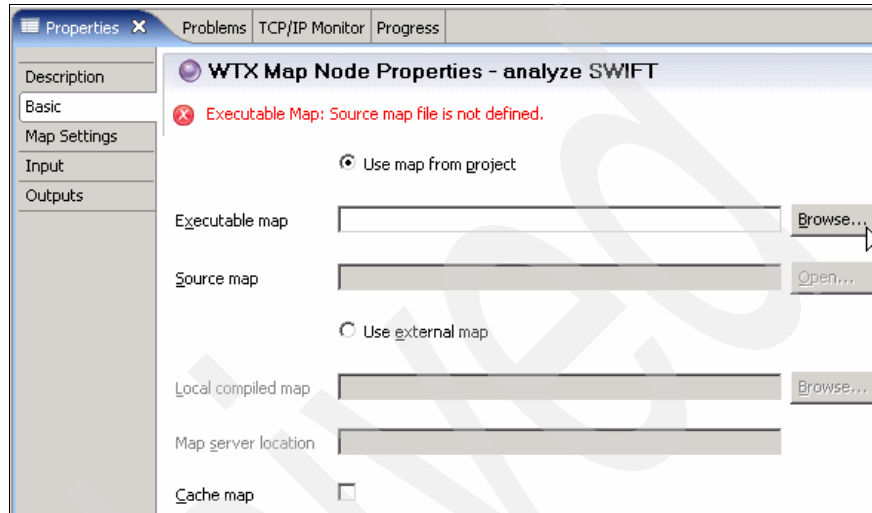 Properties Problems TCP/IP Monitor Progress
Description
Basic
Map Settings
Input
Outputs
WTX Map Node Properties - analyze SWIFT
Executable Map: Source map file is not defined.
Use map from project
Executable map Browse...
Source map Open...
Use external map
Local compiled map Browse...
Map server location
Cache map